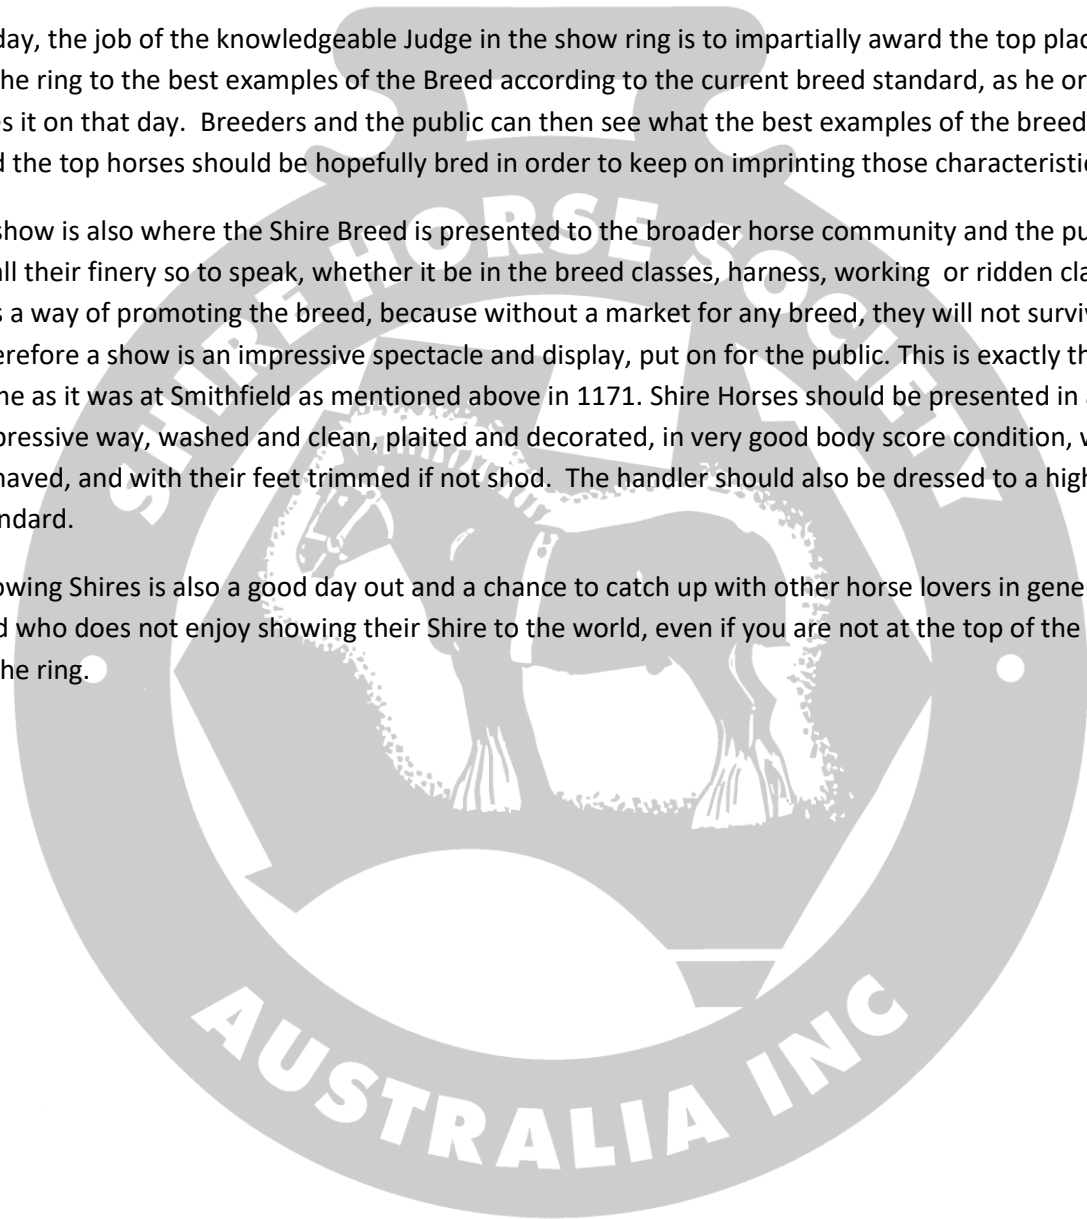 day, the job of the knowledgeable Judge in the show ring is to impartially award the top plac
he ring to the best examples of the Breed according to the current breed standard, as he or
es it on that day. Breeders and the public can then see what the best examples of the breed
d the top horses should be hopefully bred in order to keep on imprinting those characteristic
show is also where the Shire Breed is presented to the broader horse community and the pu
all their finery so to speak, whether it be in the breed classes, harness, working or ridden cla
s a way of promoting the breed, because without a market for any breed, they will not surviv
erefore a show is an impressive spectacle and display, put on for the public. This is exactly th
me as it was at Smithfield as mentioned above in 1171. Shire Horses should be presented in a
pressive way, washed and clean, plaited and decorated, in very good body score condition, w
haved, and with their feet trimmed if not shod. The handler should also be dressed to a high
ndard.
owing Shires is also a good day out and a chance to catch up with other horse lovers in gene
d who does not enjoy showing their Shire to the world, even if you are not at the top of the
he ring.
SHIRE HORSE SOCIETY
AUSTRALIA INC